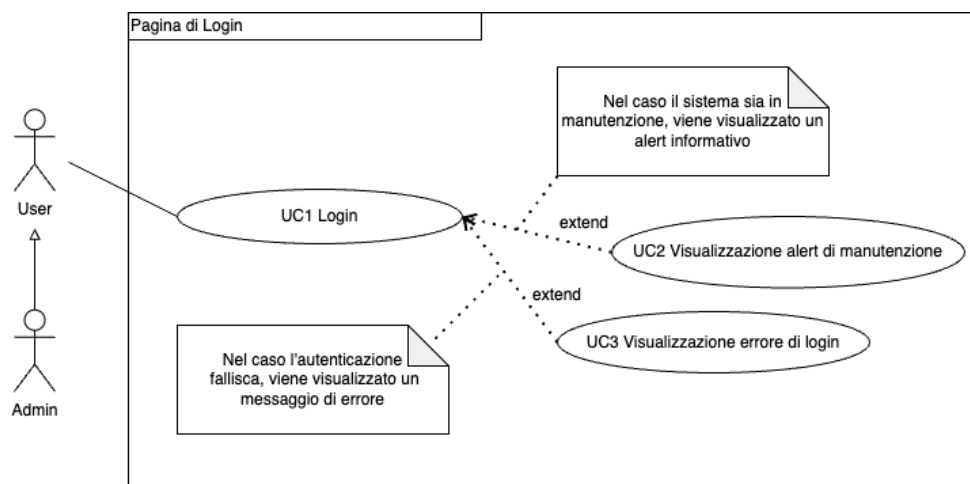 Pagina di Login
Nel caso il sistema sia in
manutenzione, viene visualizzato un
alert informativo
User
UC1 Login
extend
UC2 Visualizzazione alert di manutenzione
extend
UC3 Visualizzazione errore di login
Nel caso l'autenticazione
fallisca, viene visualizzato un
messaggio di errore
Admin